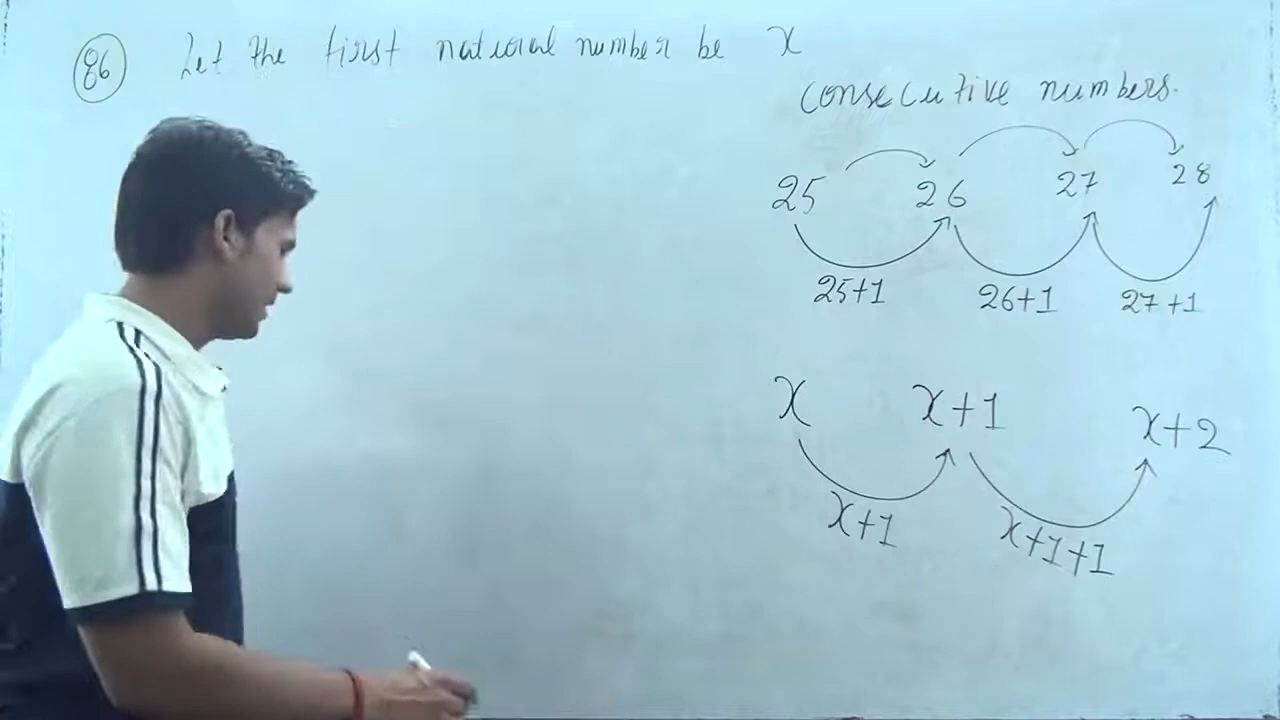 86 Let the first natural number be x
consecutive numbers.
25 26 27 28
25+1 26+1 27+1
x x+1 x+2
x+1 x+1+1